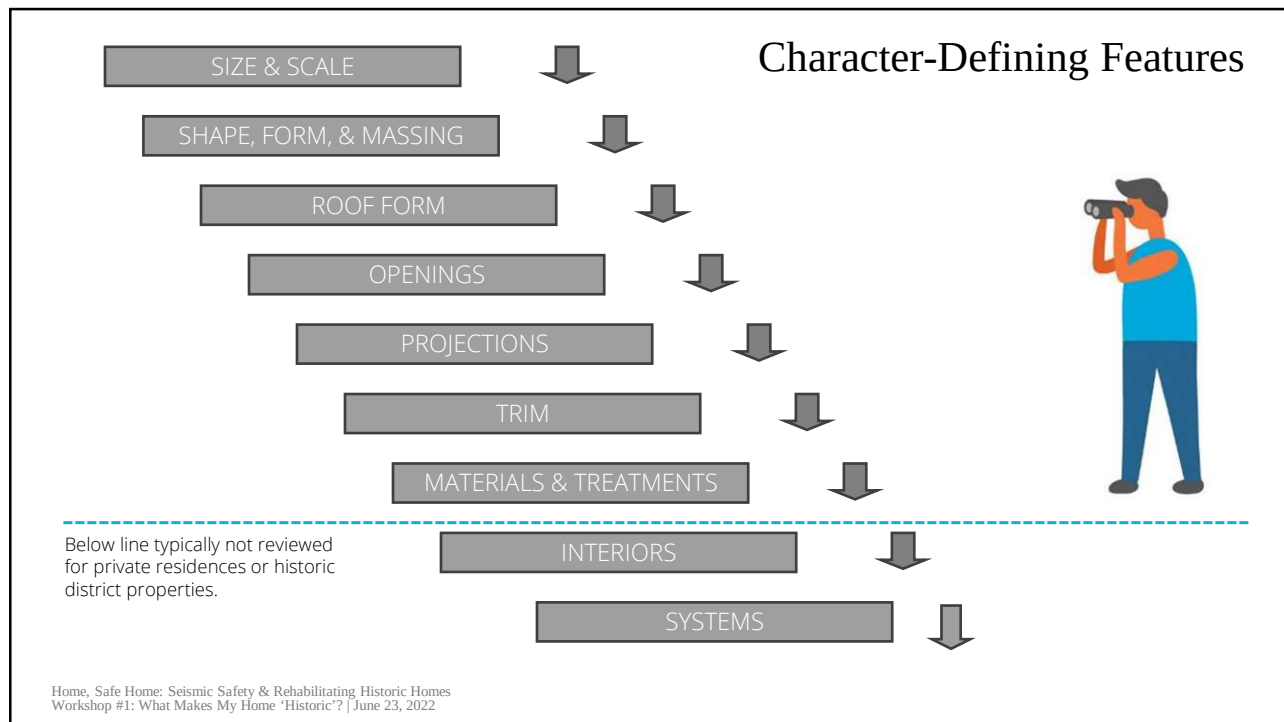 Character-Defining Features
SIZE & SCALE
SHAPE, FORM, & MASSING
ROOF FORM
OPENINGS
PROJECTIONS
TRIM
MATERIALS & TREATMENTS
Below line typically not reviewed
for private residences or historic
district properties.
INTERIORS
SYSTEMS
Home, Safe Home: Seismic Safety & Rehabilitating Historic Homes
Workshop #1: What Makes My Home ‘Historic’? | June 23, 2022